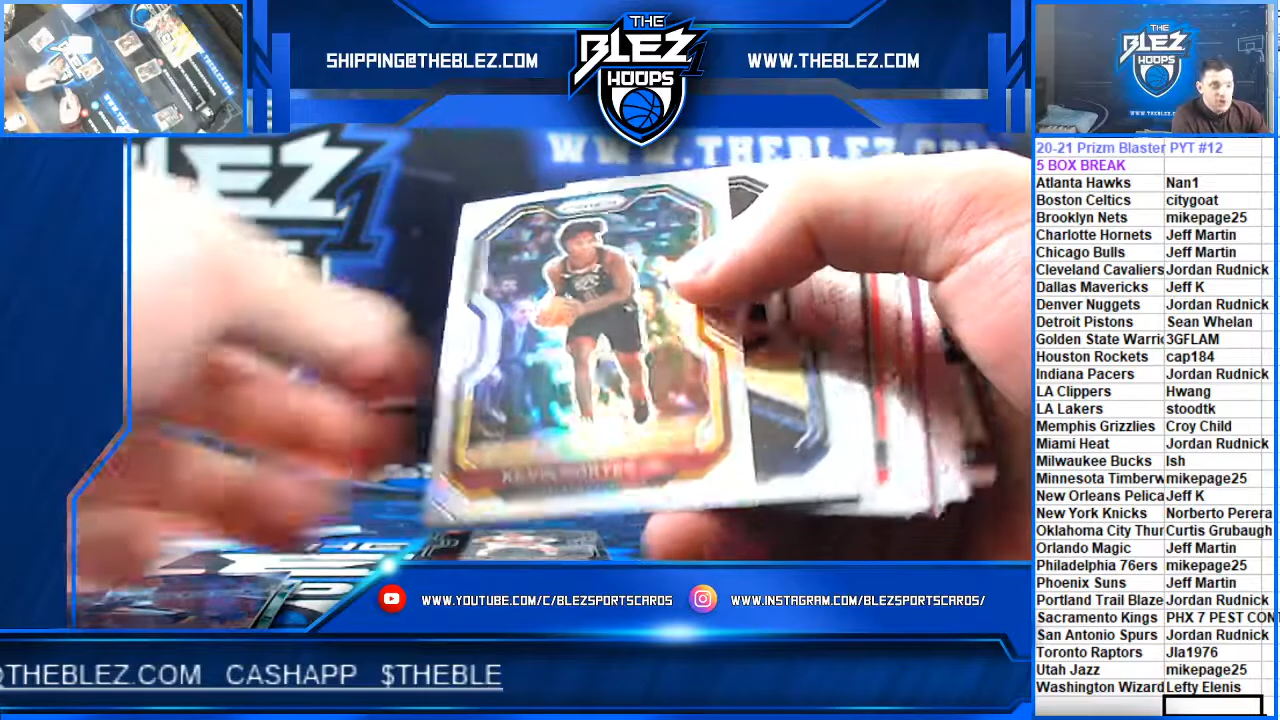 THE
BLEZ
HOOPS
SHIPPING@THEBLEZ.COM
WWW.THEBLEZ.COM
WWW.THEBLEZ.COM
THE
BLEZ
HOOPS
20-21 Prizm Blaster PYT #12
5 BOX BREAK
Atlanta Hawks Nan1
Boston Celtics citygoat
Brooklyn Nets mikepage25
Charlotte Hornets Jeff Martin
Chicago Bulls Jeff Martin
Cleveland Cavaliers Jordan Rudnick
Dallas Mavericks Jeff K
Denver Nuggets Jordan Rudnick
Detroit Pistons Sean Whelan
Golden State Warri 3GFLAM
Houston Rockets cap184
Indiana Pacers Jordan Rudnick
LA Clippers Hwang
LA Lakers stoodtk
Memphis Grizzlies Croy Child
Miami Heat Jordan Rudnick
Milwaukee Bucks Ish
Minnesota Timberw mikepage25
New Orleans Pelica Jeff K
New York Knicks Norberto Perera
Oklahoma City Thur Curtis Grubaugh
Orlando Magic Jeff Martin
Philadelphia 76ers mikepage25
Phoenix Suns Jeff Martin
Portland Trail Blaze Jordan Rudnick
Sacramento Kings PHX 7 PEST CON
San Antonio Spurs Jordan Rudnick
Toronto Raptors Jla1976
Utah Jazz mikepage25
Washington Wizard Lefty Elenis
WWW.YOUTUBE.COM/C/BLEZSPORTSCARDS
WWW.INSTAGRAM.COM/BLEZSPORTSCARDS/
@THEBLEZ.COM CASHAPP $THEBLE